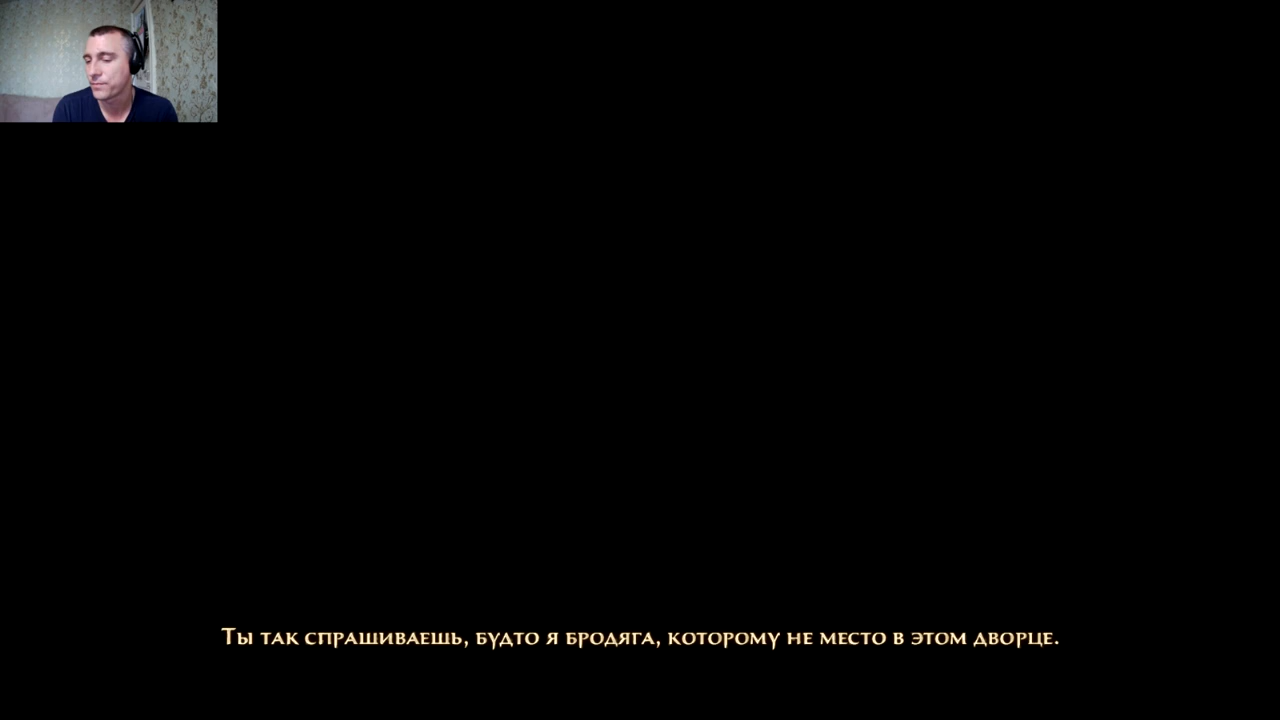 Ты так спрашиваешь, будто я бродяга, которому не место в этом дворце.